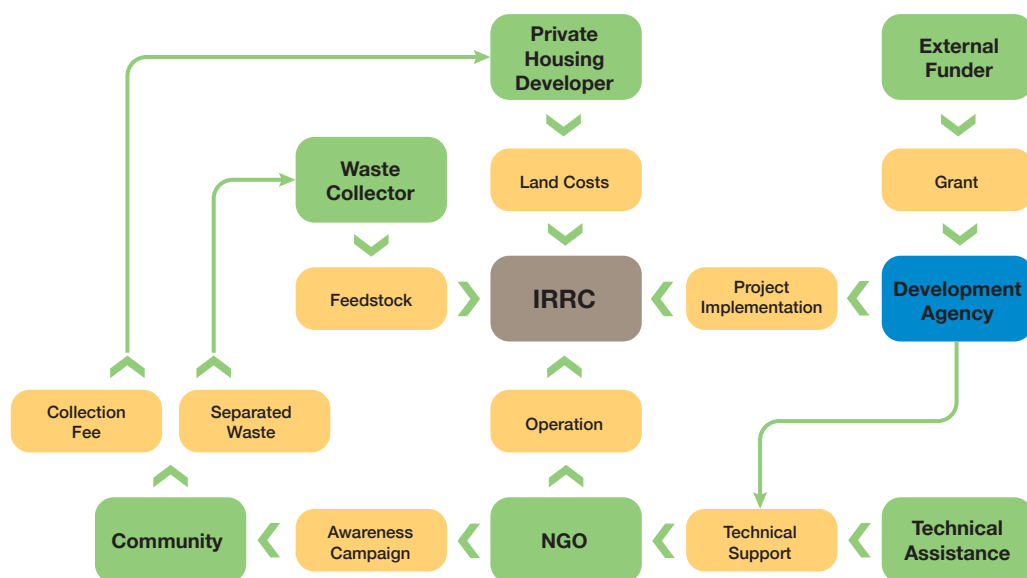 Private
Housing
Developer
External
Funder
Waste
Collector
Land Costs
Grant
Feedstock
IRRC
Project
Implementation
Development
Agency
Collection
Fee
Separated
Waste
Operation
Community
Awareness
Campaign
NGO
Technical
Support
Technical
Assistance